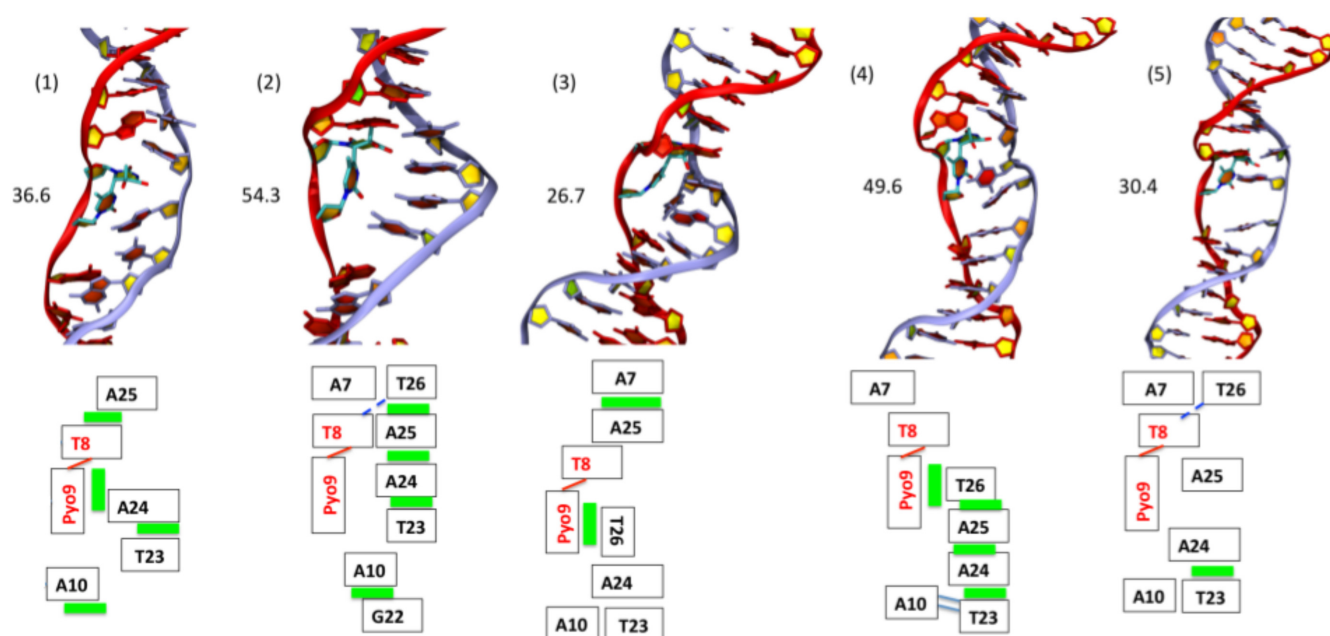 (1)
(2)
(3)
(4)
(5)
36.6
54.3
26.7
49.6
30.4
A25
T8
Pyo9
A24
T23
A10
A7
T26
T8
A25
Pyo9
A24
T23
A10
G22
A7
A25
T8
Pyo9
T26
A24
A10
T23
A7
T8
Pyo9
T26
A25
A24
A10
T23
A7
T26
T8
Pyo9
A25
A24
A10
T23